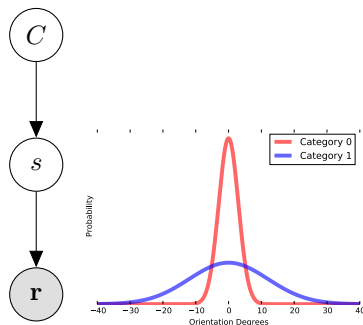 C
s
r
Category 0
Category 1
Probability
−40 −30 −20 −10 0 10 20 30 40
Orientation Degrees